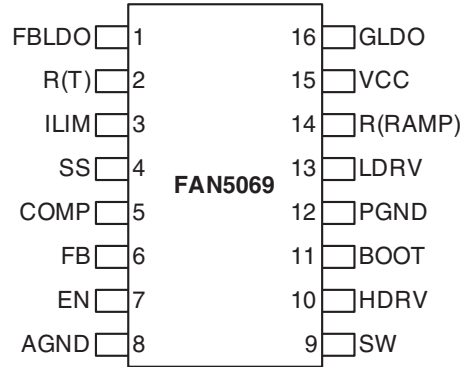 FBLDO 1 16 GLDO
R(T) 2 15 VCC
ILIM 3 14 R(RAMP)
SS 4 13 LDRV
FAN5069
COMP 5 12 PGND
FB 6 11 BOOT
EN 7 10 HDRV
AGND 8 9 SW